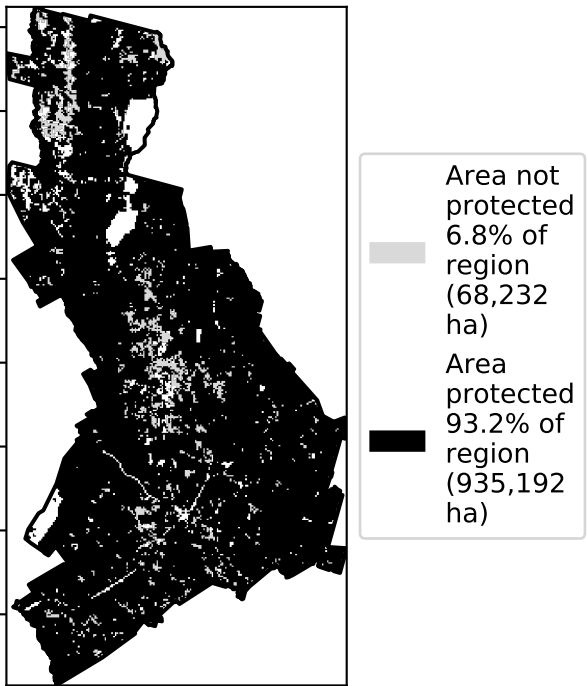 Area not
protected
6.8% of
region
(68,232
ha)
Area
protected
93.2% of
region
(935,192
ha)